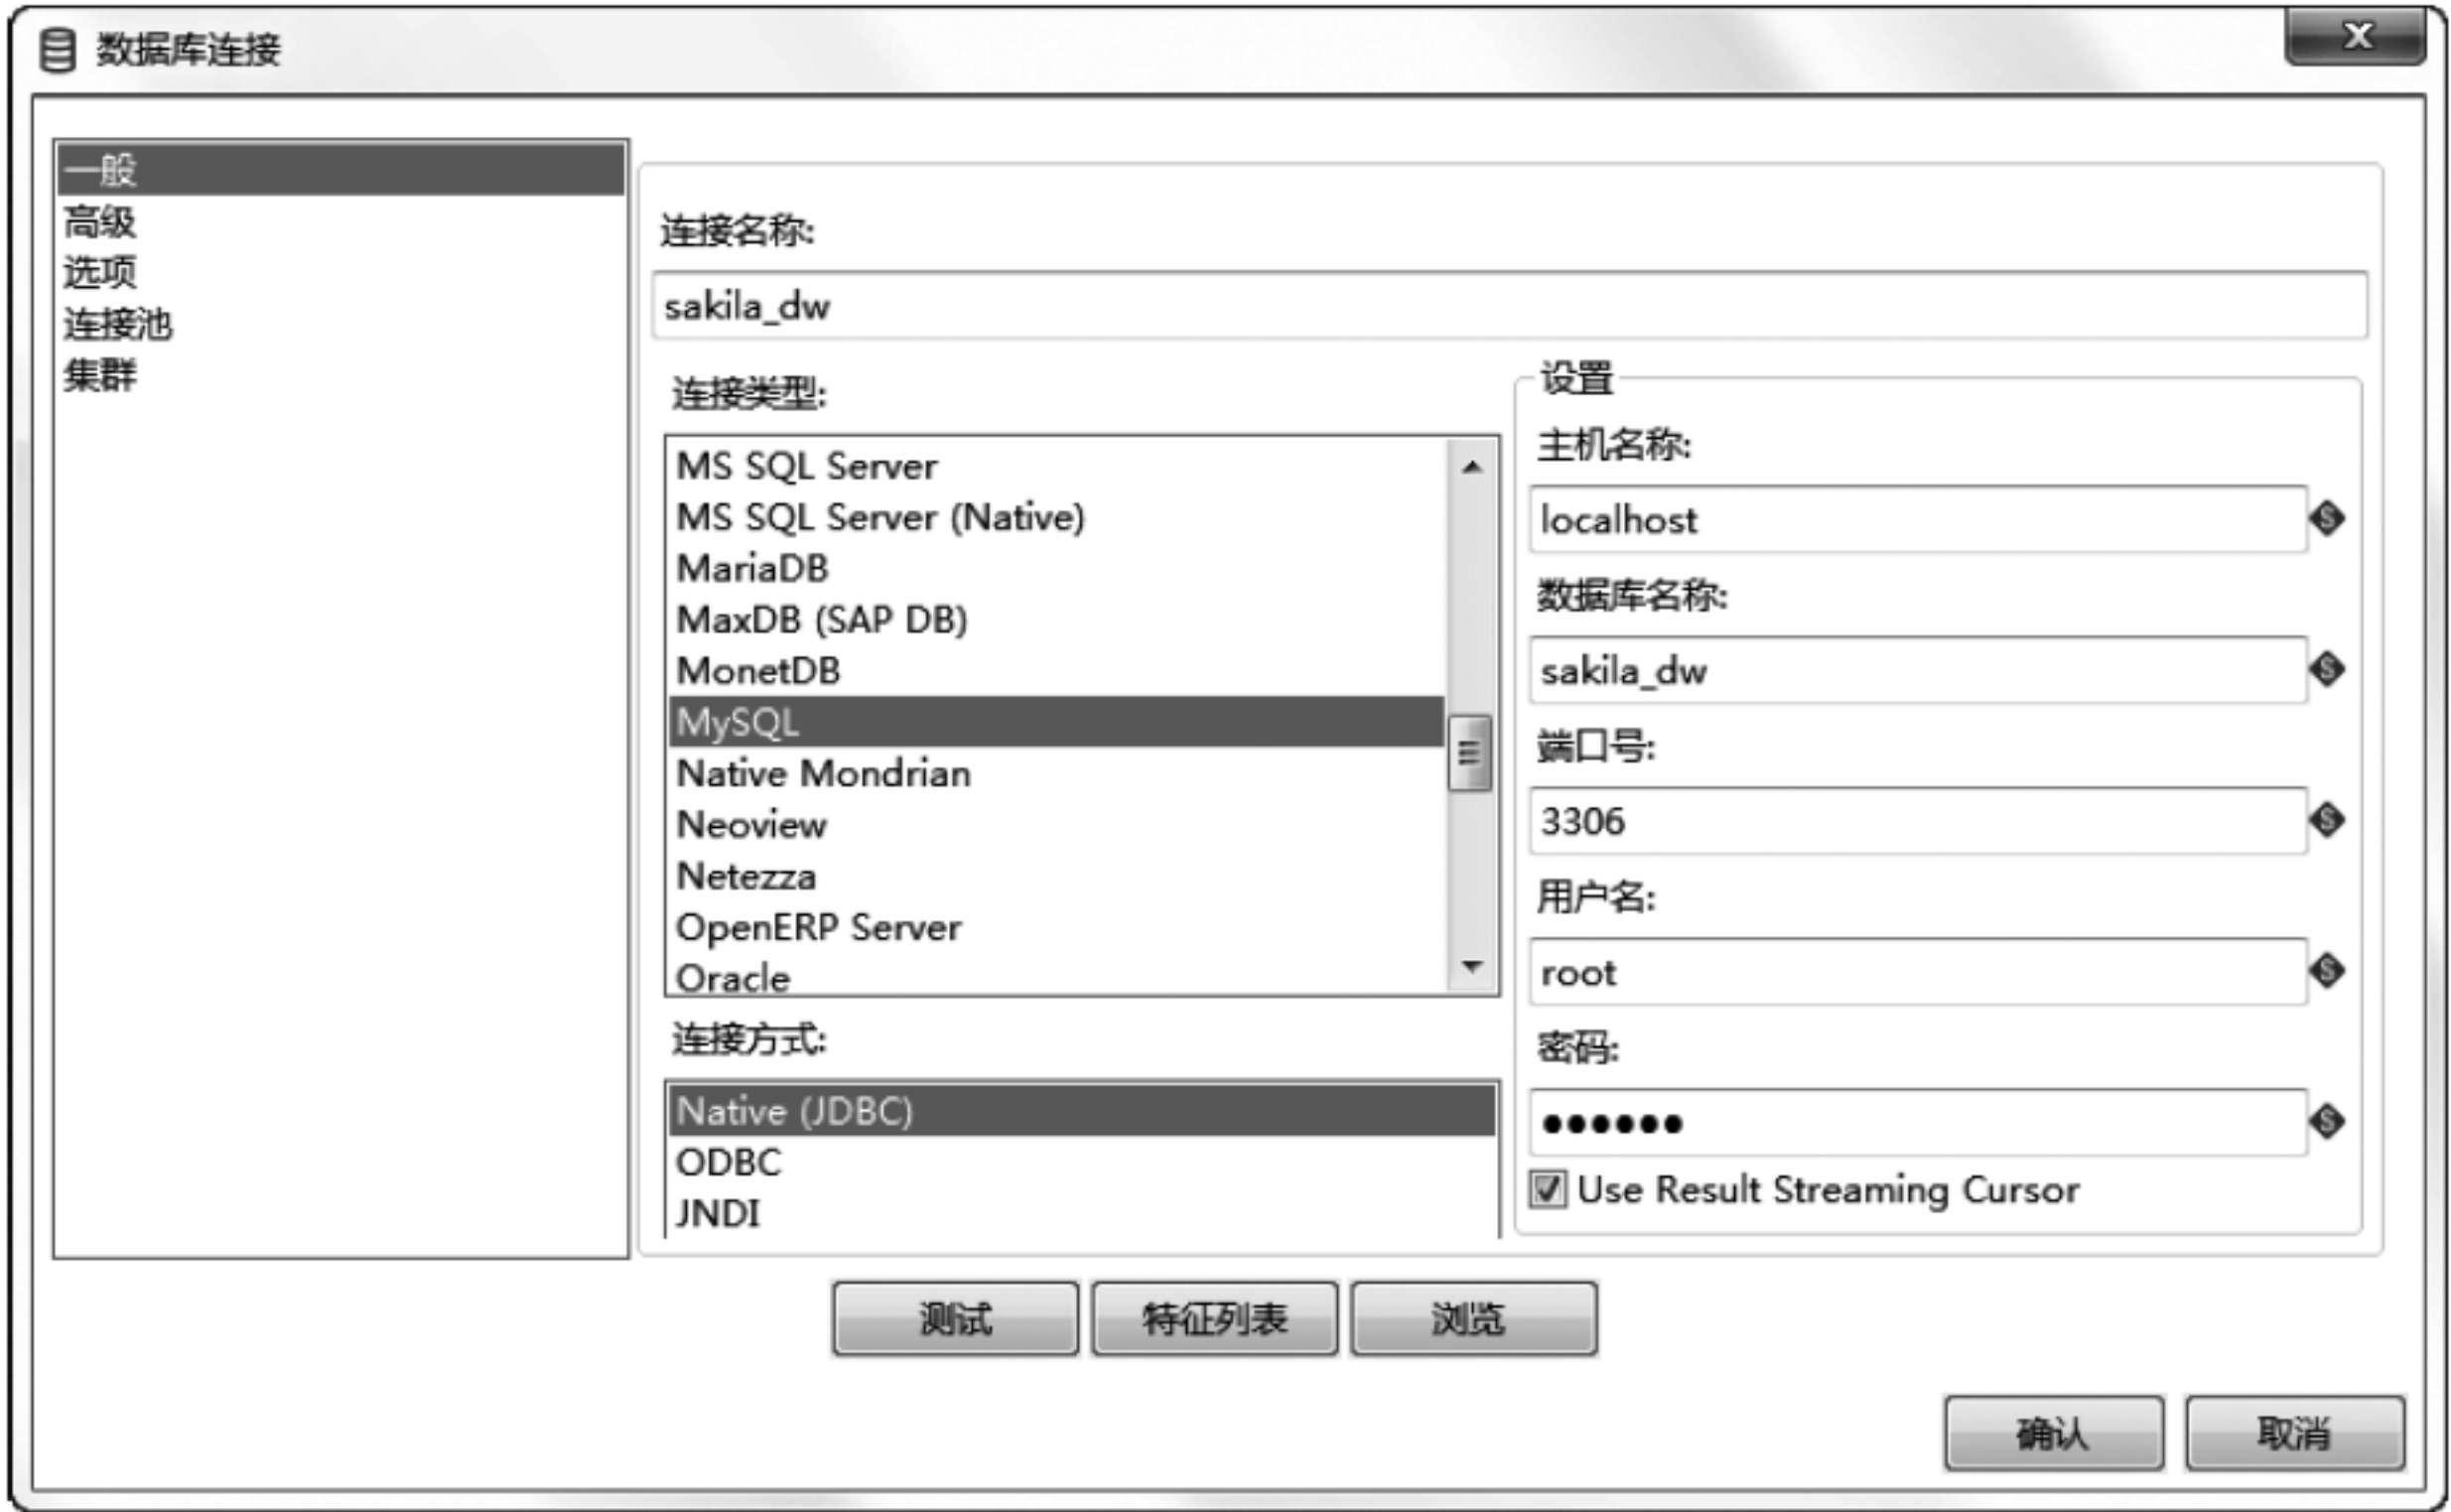 数据库连接
一般
高级
选项
连接池
集群
连接名称:
sakila_dw
连接类型:
MS SQL Server
MS SQL Server (Native)
MariaDB
MaxDB (SAP DB)
MonetDB
MySQL
Native Mondrian
Neoview
Netezza
OpenERP Server
Oracle
连接方式:
Native (JDBC)
ODBC
JNDI
设置
主机名称:
localhost
数据库名称:
sakila_dw
端口号:
3306
用户名:
root
密码:
●●●●●●
Use Result Streaming Cursor
测试 特征列表 浏览
确认 取消